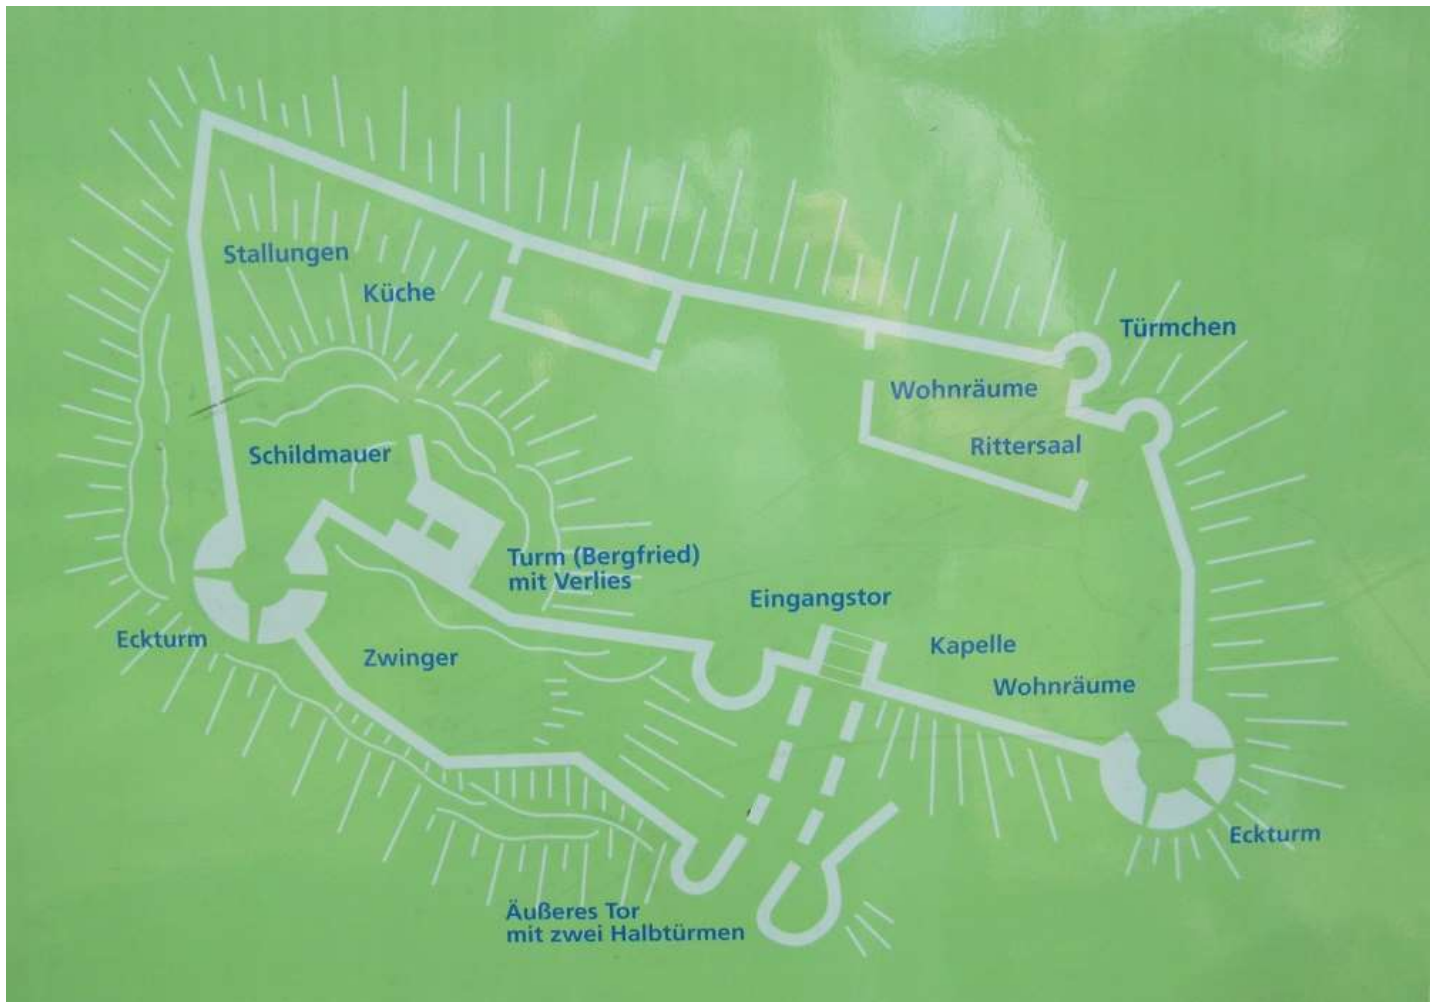 Stallungen
Küche
Türmchen
Wohnräume
Rittersaal
Schildmauer
Turm (Bergfried)
mit Verlies
Eingangstor
Eckturm
Zwinger
Kapelle
Wohnräume
Eckturm
Äußeres Tor
mit zwei Halbtürmen